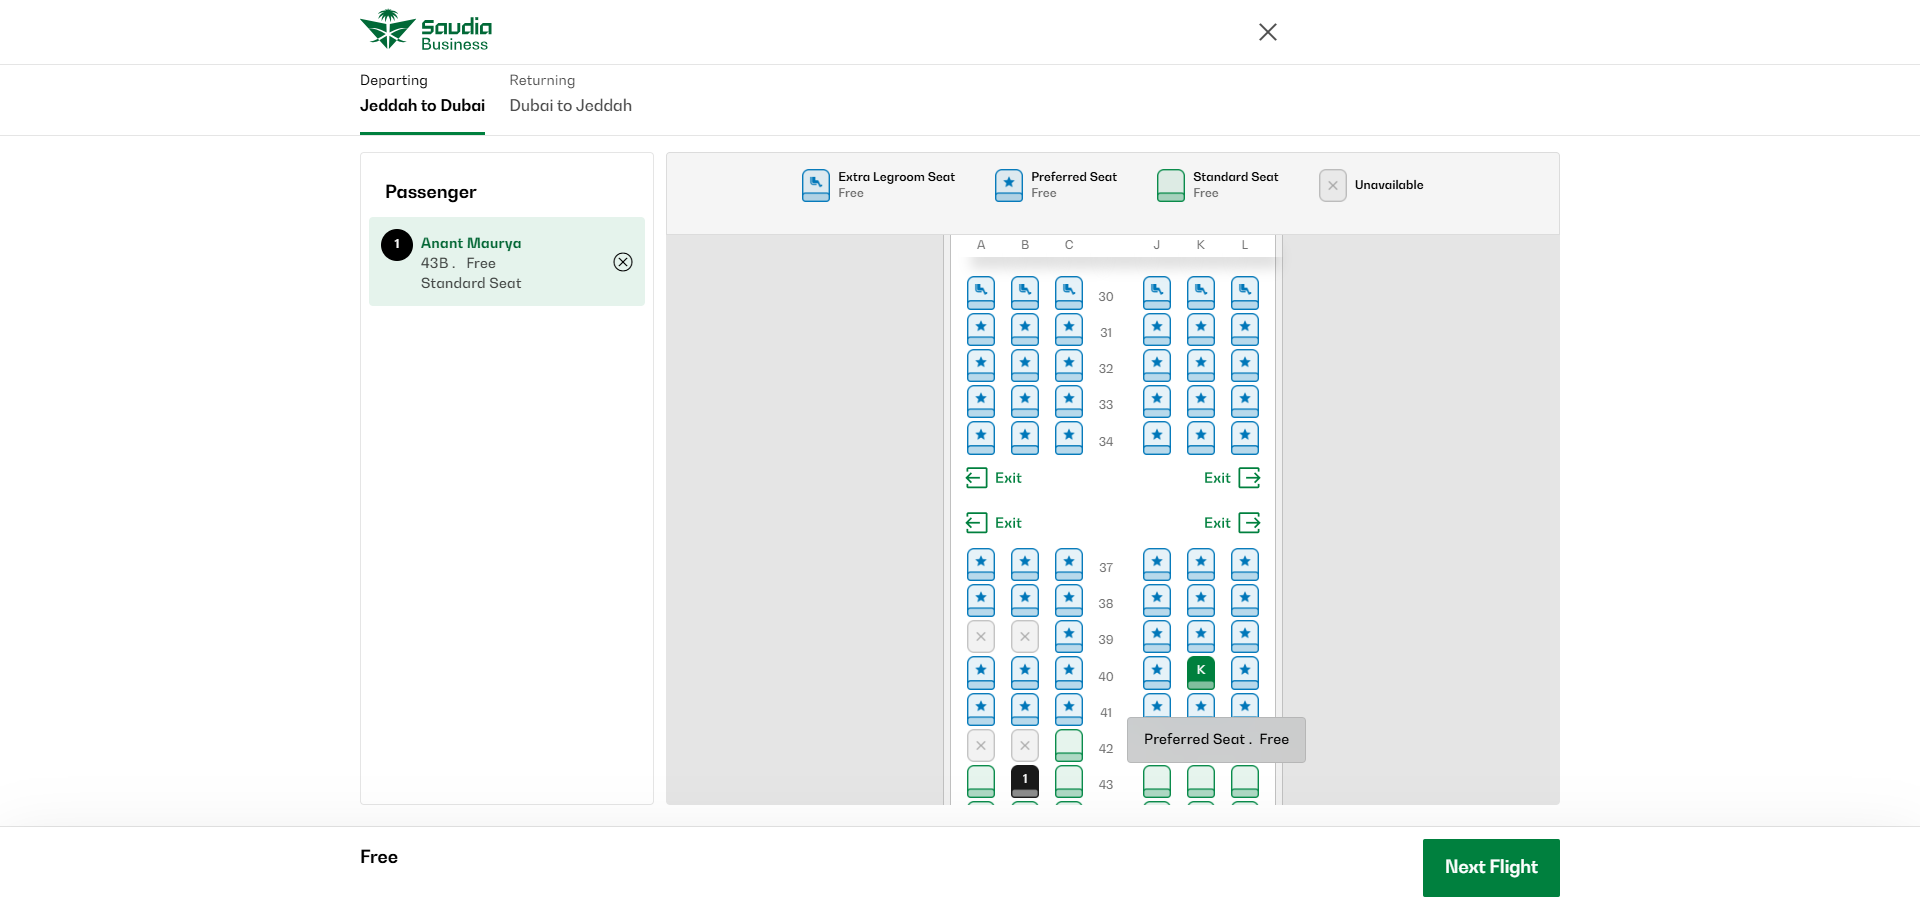 Saudia
Business
Departing
Jeddah to Dubai
Returning
Dubai to Jeddah
Passenger
1
Anant Maurya
43B . Free
Standard Seat
Extra Legroom Seat
Free
Preferred Seat
Free
Standard Seat
Free
Unavailable
A B C J K L
30
31
32
33
34
Exit Exit
Exit Exit
37
38
39
40 K
41
42
Preferred Seat . Free
1 43
Free
Next Flight